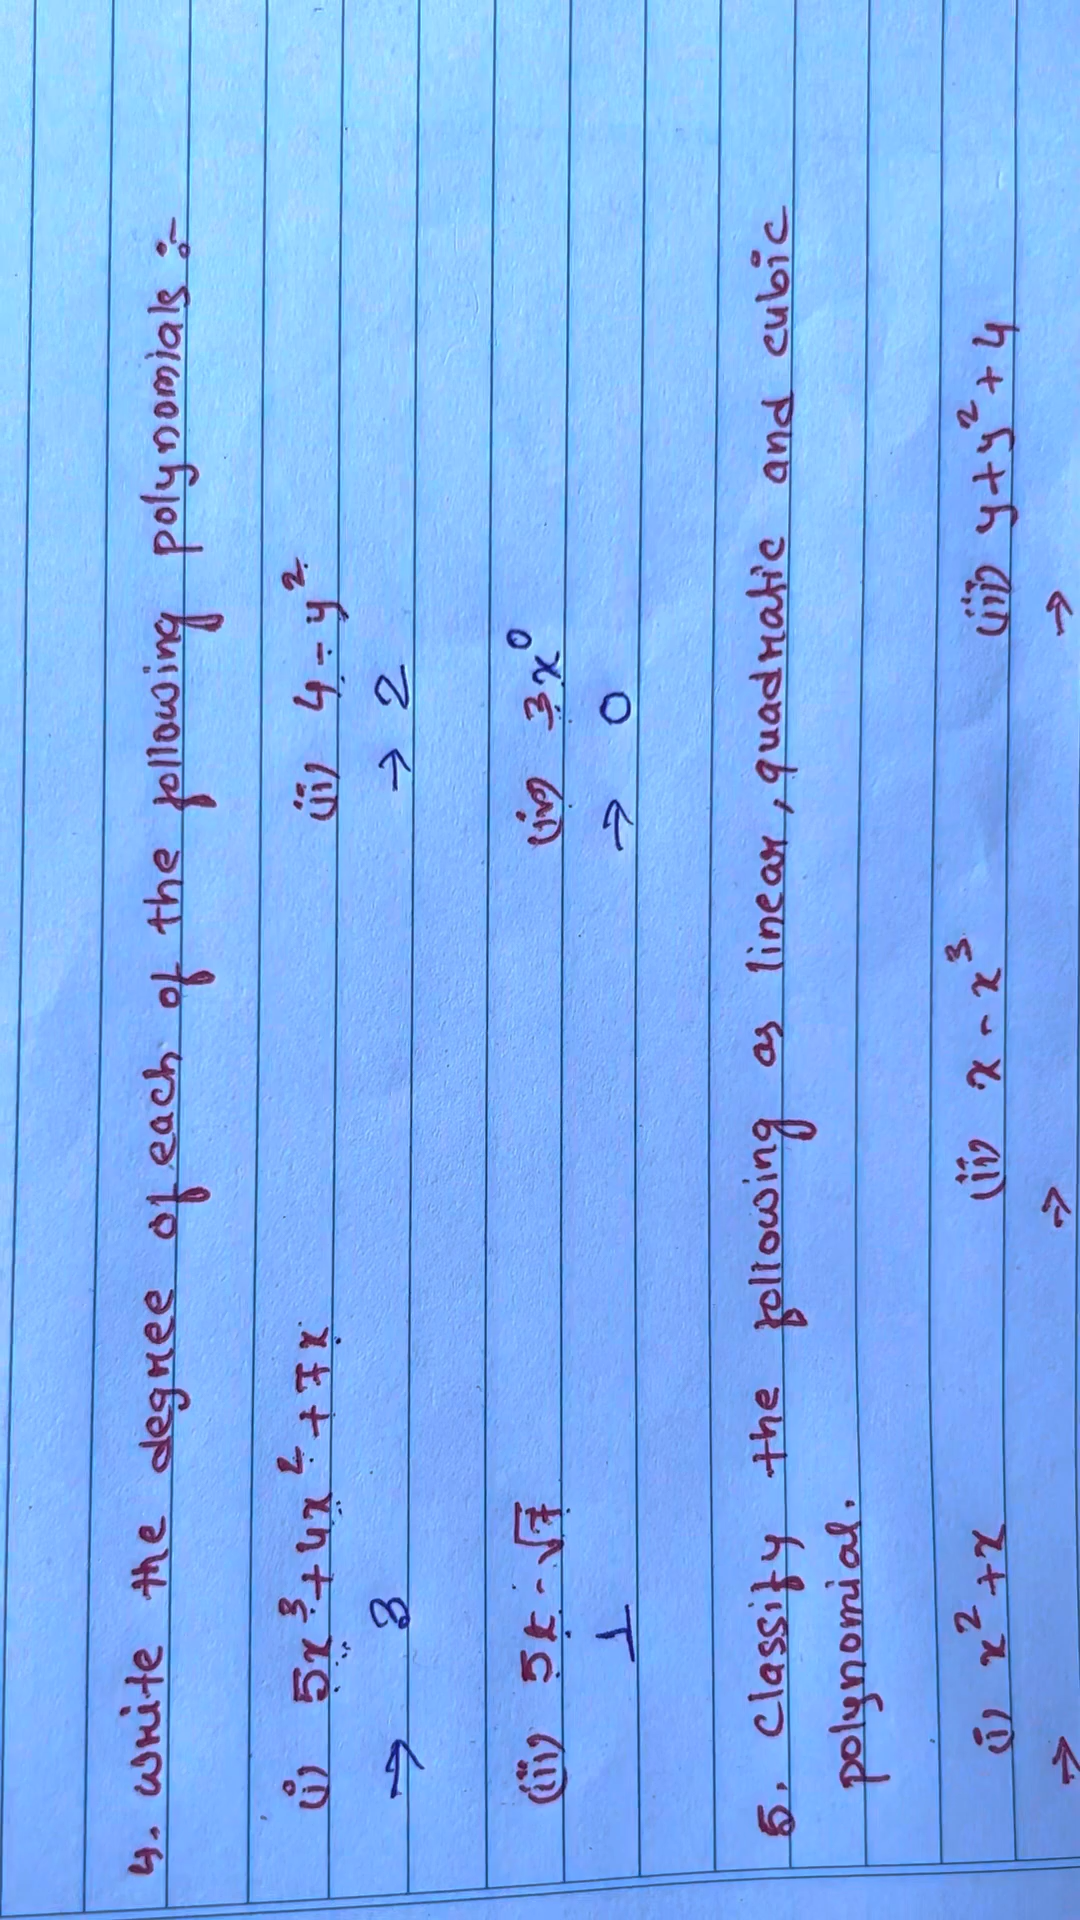 4. write the degree of each of the following polynomials :-
(i) 5x³ + 4x² + 7x (ii) 4 - y²
→ 3 → 2
(iii) 5t - √7 (iv) 3x⁰
1 → 0
5. classify the following as linear, quadratic and cubic
polynomial.
(i) x² + x (ii) x - x³ (iii) y + y² + 4
→ → →